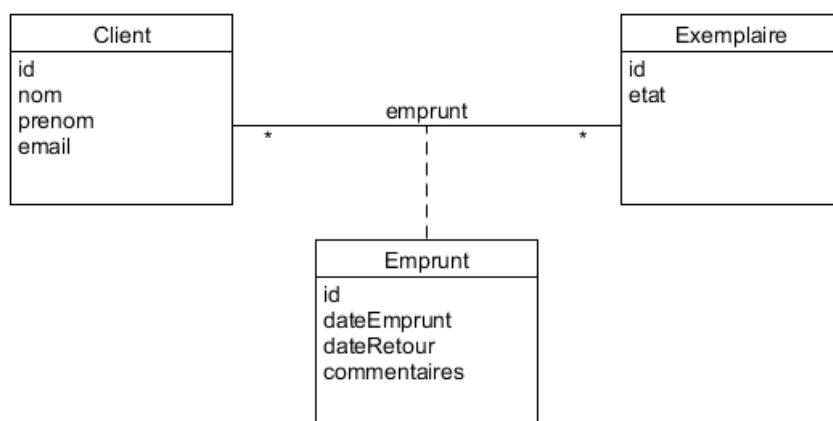 Client
id
nom
prenom
email
emprunt
*
*
Exemplaire
id
etat
Emprunt
id
dateEmprunt
dateRetour
commentaires